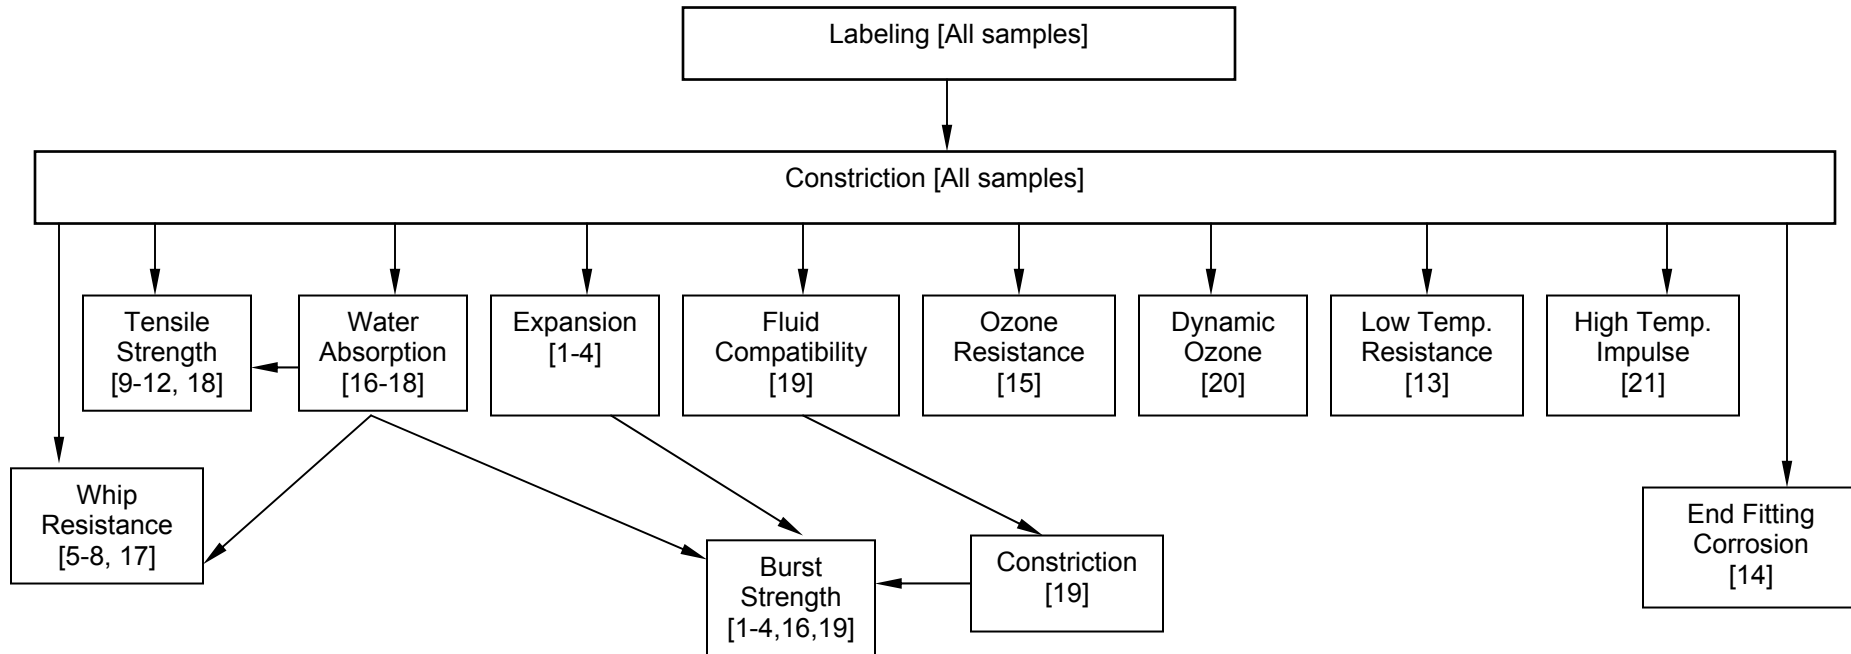 Labeling [All samples]
Constriction [All samples]
Tensile
Strength
[9-12, 18]
Water
Absorption
[16-18]
Expansion
[1-4]
Fluid
Compatibility
[19]
Ozone
Resistance
[15]
Dynamic
Ozone
[20]
Low Temp.
Resistance
[13]
High Temp.
Impulse
[21]
Whip
Resistance
[5-8, 17]
Burst
Strength
[1-4,16,19]
Constriction
[19]
End Fitting
Corrosion
[14]